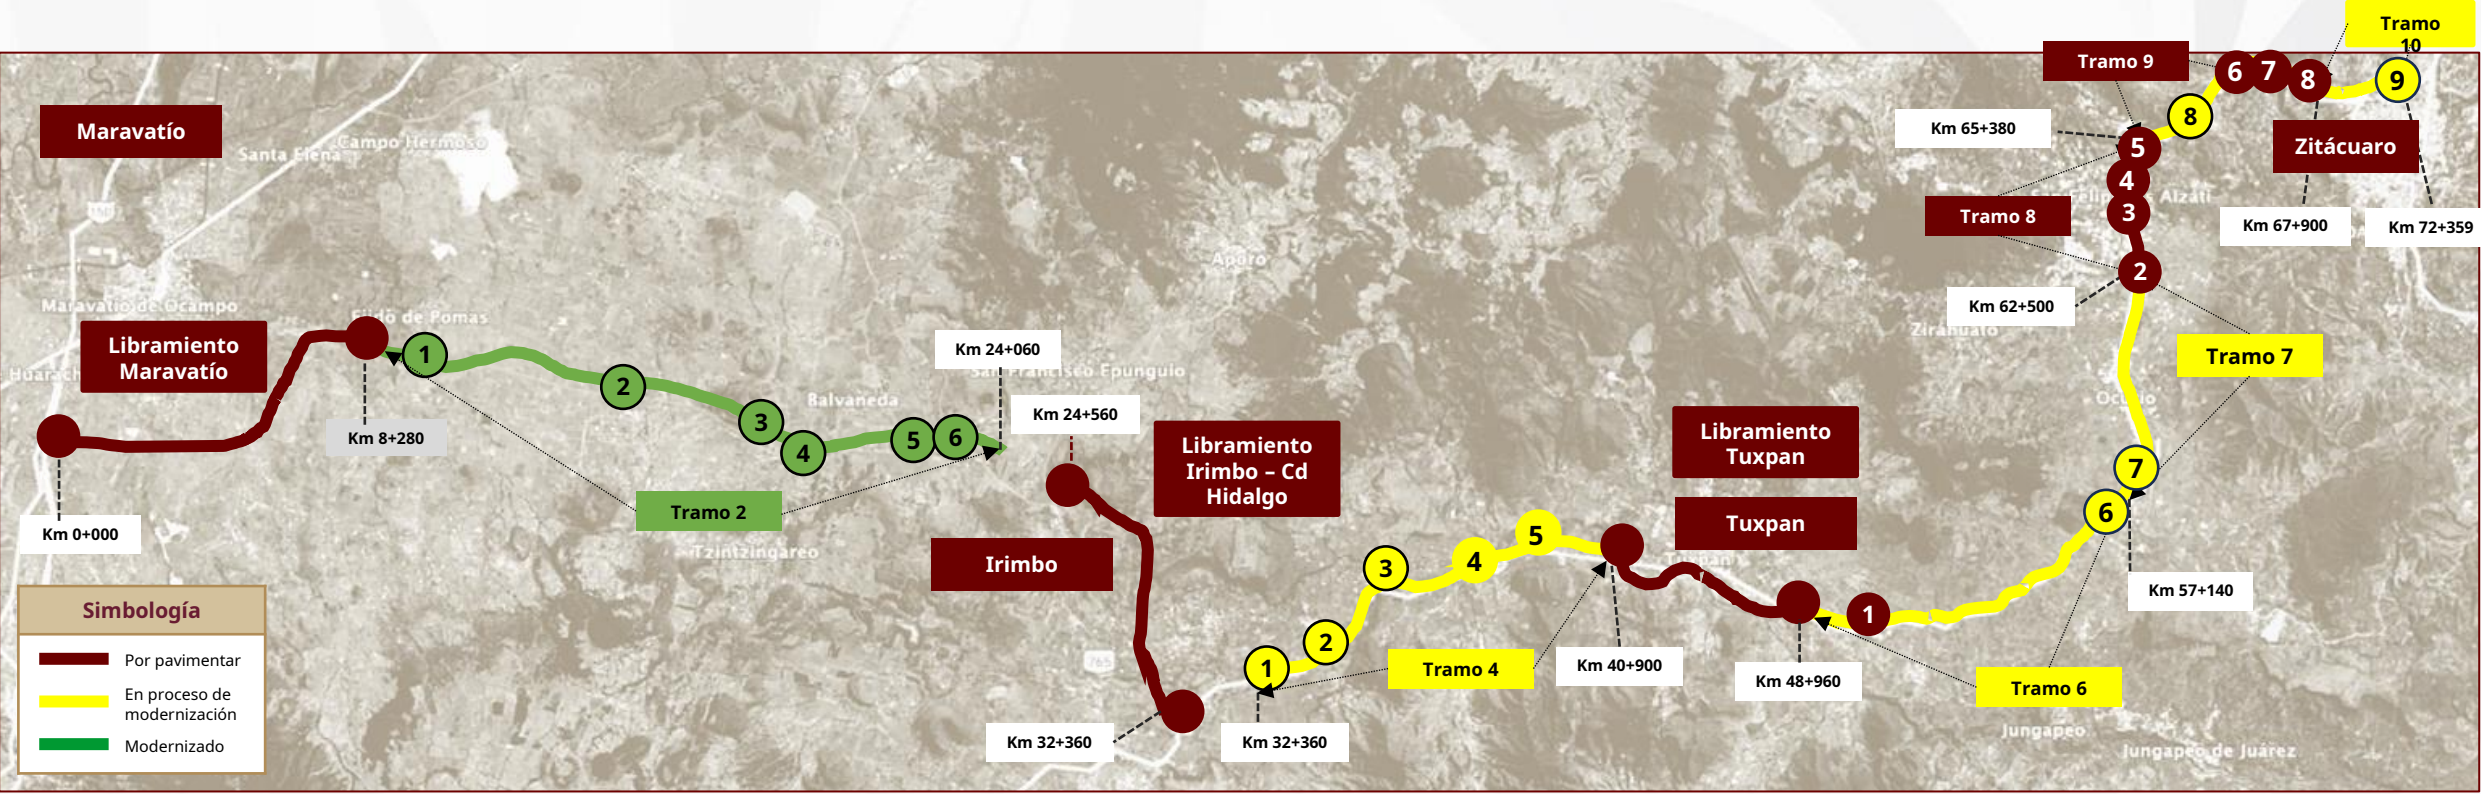 Tramo
10
Tramo 9
6
7
8
9
8
Maravatío
Km 65+380
5
Zitácuaro
Campo Hermoso
Santa Elena
4
Alzati
3
Tramo 8
Km 67+900
Km 72+359
Aporo
2
Maravatío de Ocampo
Ejido de Pomas
Km 62+500
Ziráhuato
Libramiento
Maravatío
1
Km 24+060
Tramo 7
San Francisco Epunguio
2
Balvaneda
Km 24+560
3
Km 8+280
4
5
6
Libramiento
Irimbo – Cd
Hidalgo
Libramiento
Tuxpan
7
Tramo 2
6
Km 0+000
Tuxpan
5
Tzintzingareo
Irimbo
3
4
Km 57+140
Simbología
Por pavimentar
En proceso de
modernización
Modernizado
1
2
1
765
Tramo 4
Km 40+900
Km 48+960
Tramo 6
Km 32+360
Km 32+360
Jungapeo
Jungapeo de Juárez